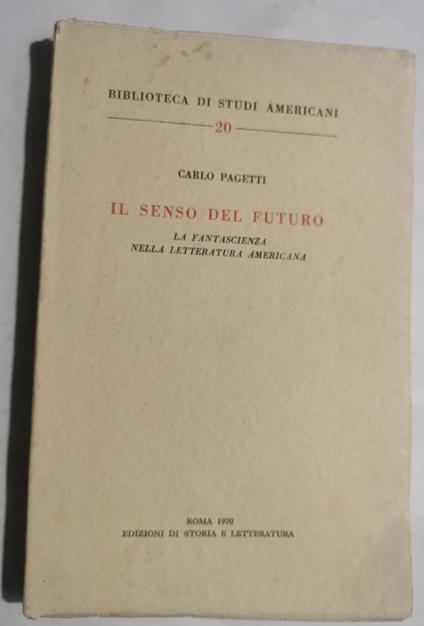 BIBLIOTECA DI STUDI AMERICANI
20
CARLO PAGETTI
IL SENSO DEL FUTURO
LA FANTASCIENZA
NELLA LETTERATURA AMERICANA
ROMA 1970
EDIZIONI DI STORIA E LETTERATURA